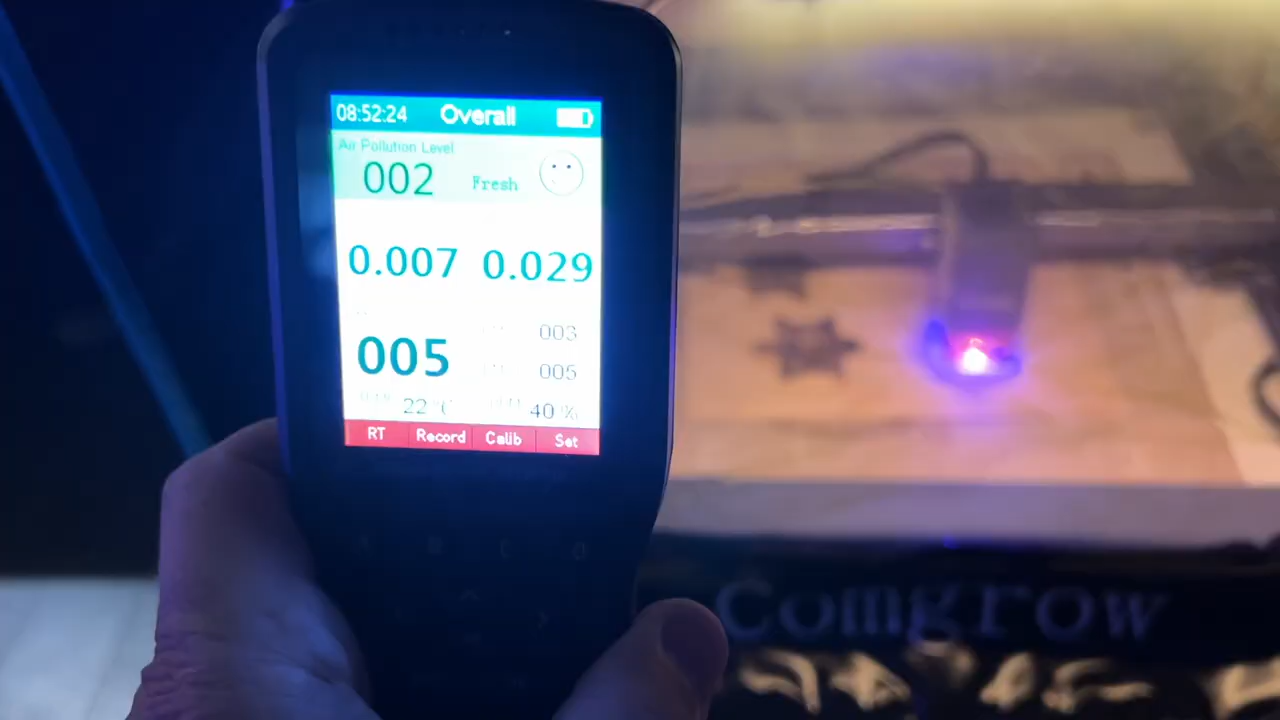 08:52:24 Overall
Air Pollution Level
002 Fresh
0.007 0.029
003
005
005
22°C 40%
RT Record Calib Set
Comgrow